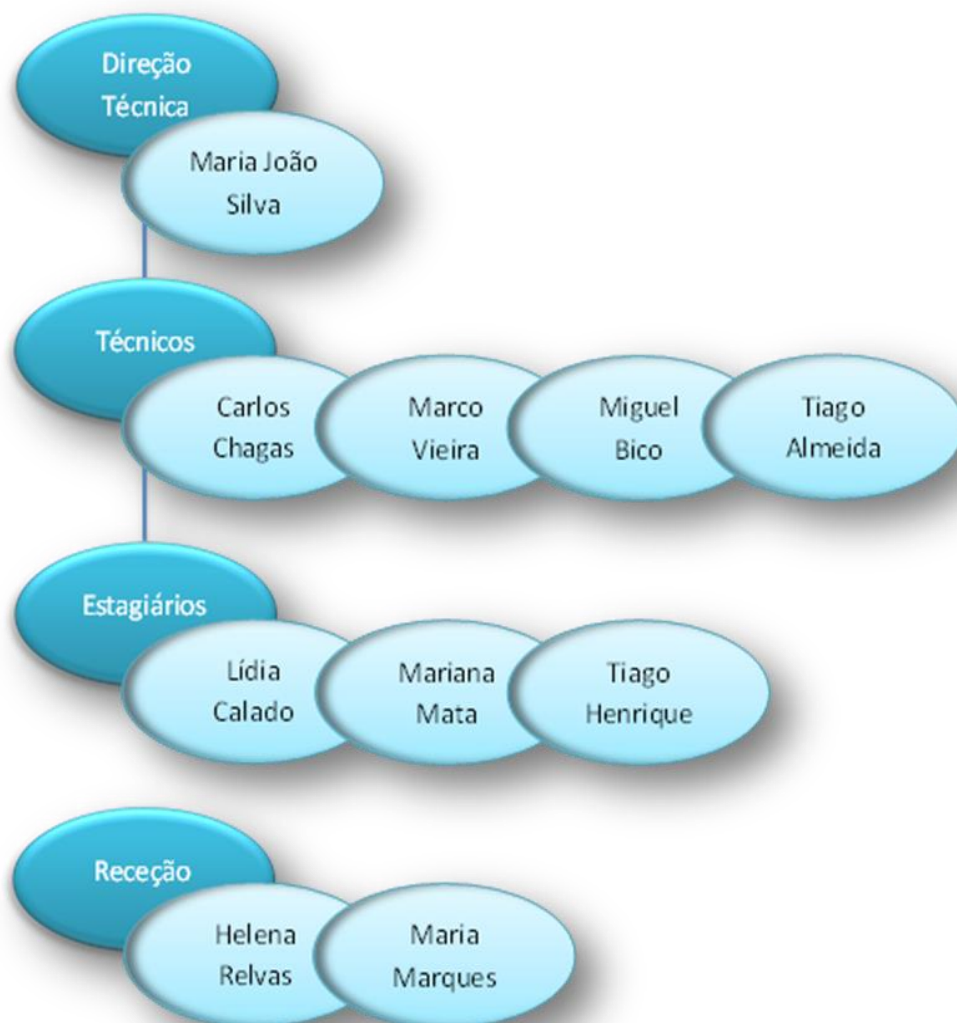 Direção
Técnica
Maria João
Silva
Técnicos
Carlos
Chagas
Marco
Vieira
Miguel
Bico
Tiago
Almeida
Estagiários
Lídia
Calado
Mariana
Mata
Tiago
Henrique
Receção
Helena
Relvas
Maria
Marques